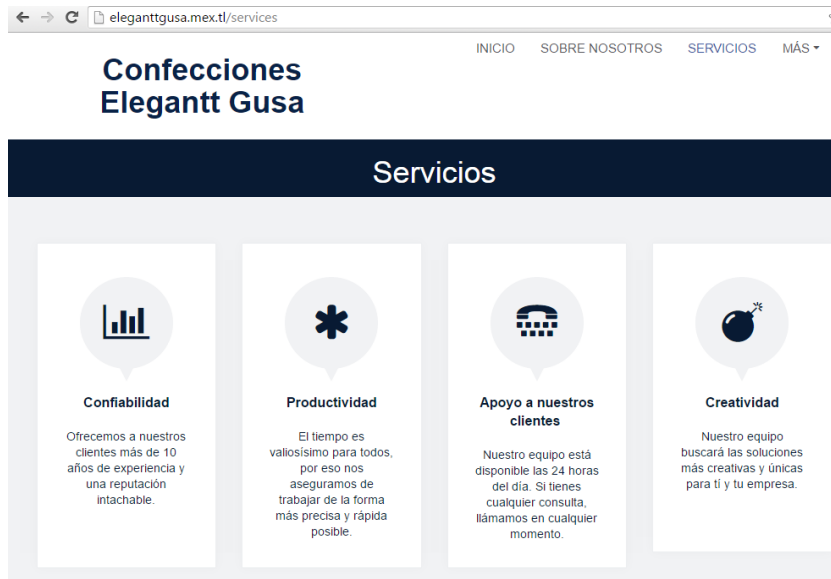 eleganttgusa.mex.tl/services
INICIO SOBRE NOSOTROS SERVICIOS MÁS
Confecciones
Elegantt Gusa
Servicios
Confiabilidad
Ofrecemos a nuestros
clientes más de 10
años de experiencia y
una reputación
intachable.
Productividad
El tiempo es
valiosísimo para todos,
por eso nos
aseguramos de
trabajar de la forma
más precisa y rápida
posible.
Apoyo a nuestros
clientes
Nuestro equipo está
disponible las 24 horas
del día. Si tienes
cualquier consulta,
llámamos en cualquier
momento.
Creatividad
Nuestro equipo
buscará las soluciones
más creativas y únicas
para tí y tu empresa.